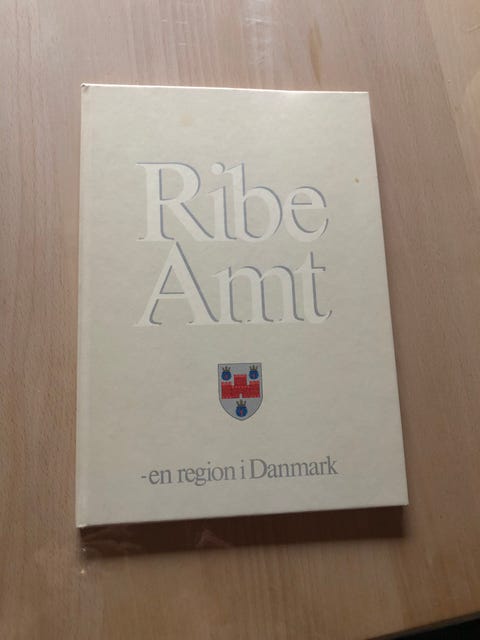 Ribe
Amt
-en region i Danmark